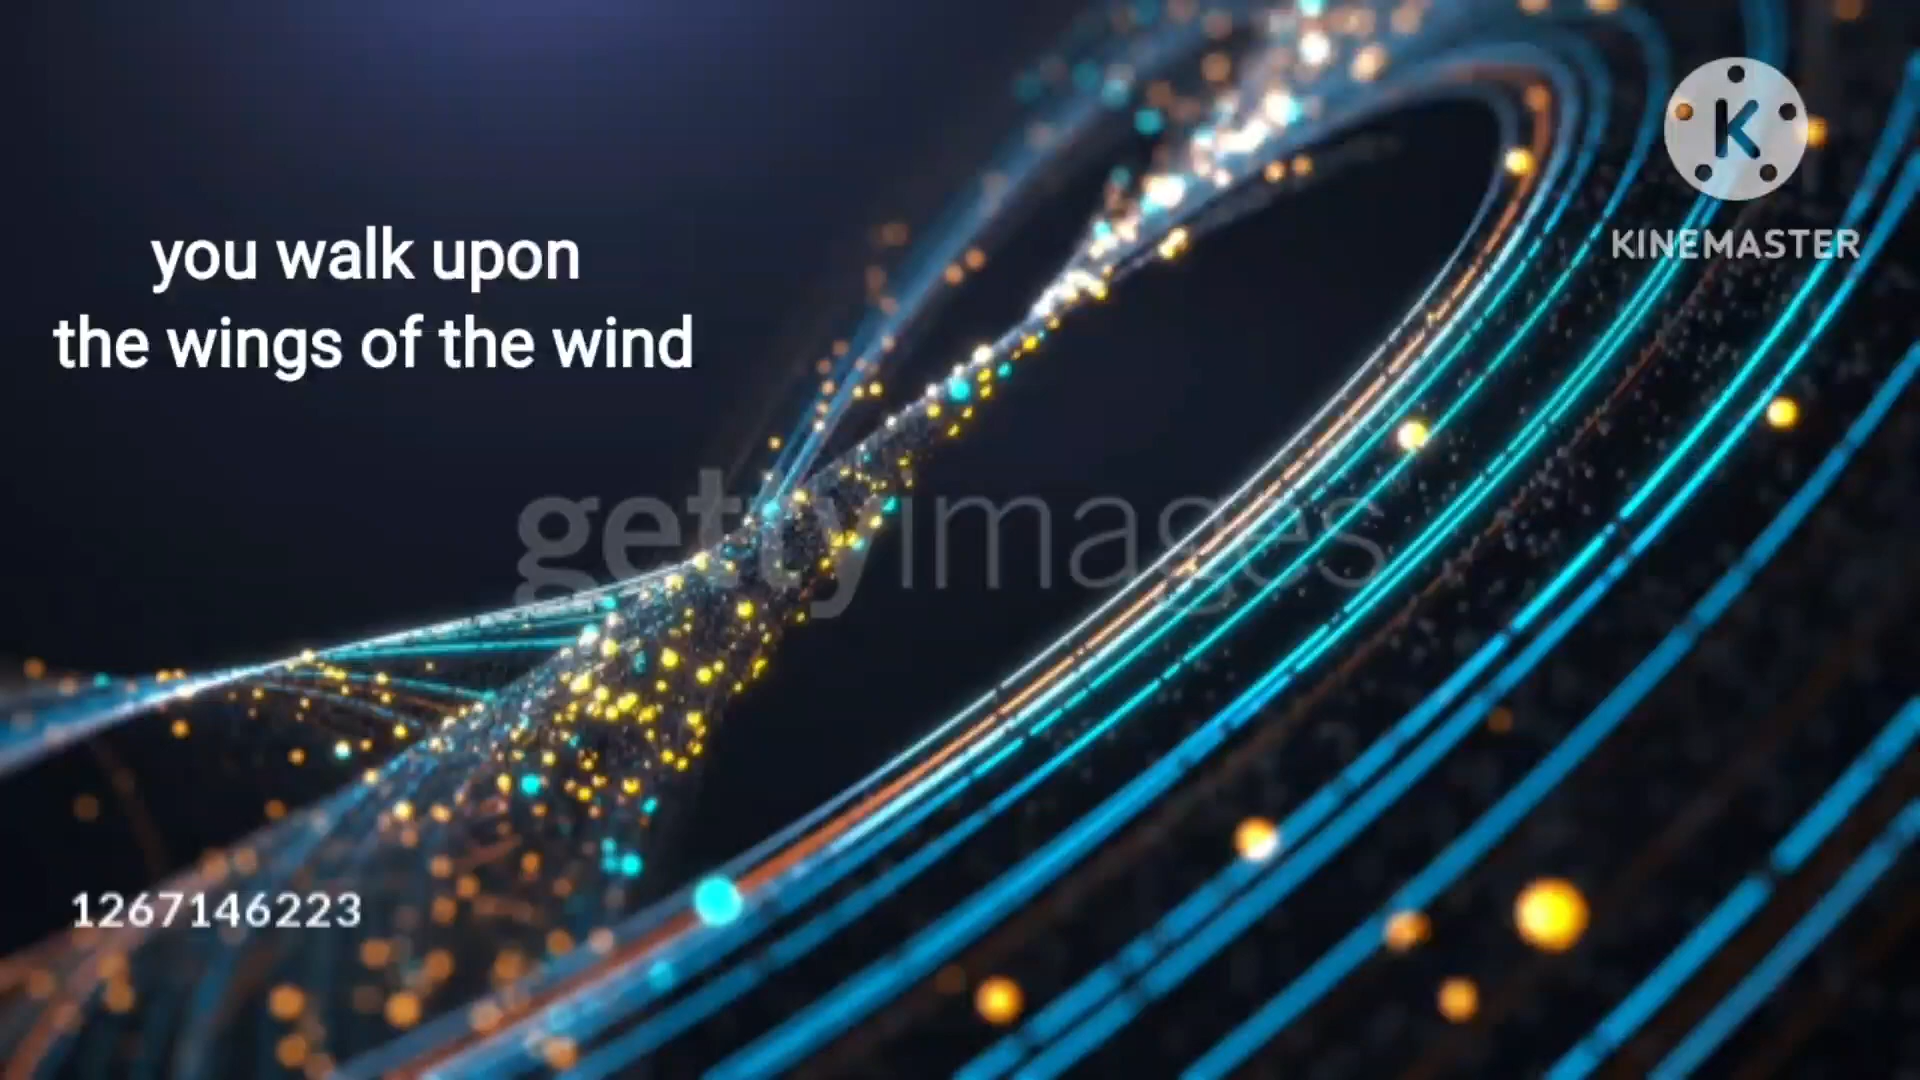 you walk upon
the wings of the wind
K
KINEMASTER
gettyimages
1267146223